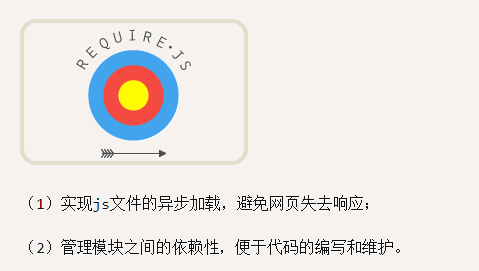 REQUIRE·JS
（1）实现js文件的异步加载，避免网页失去响应；
（2）管理模块之间的依赖性，便于代码的编写和维护。